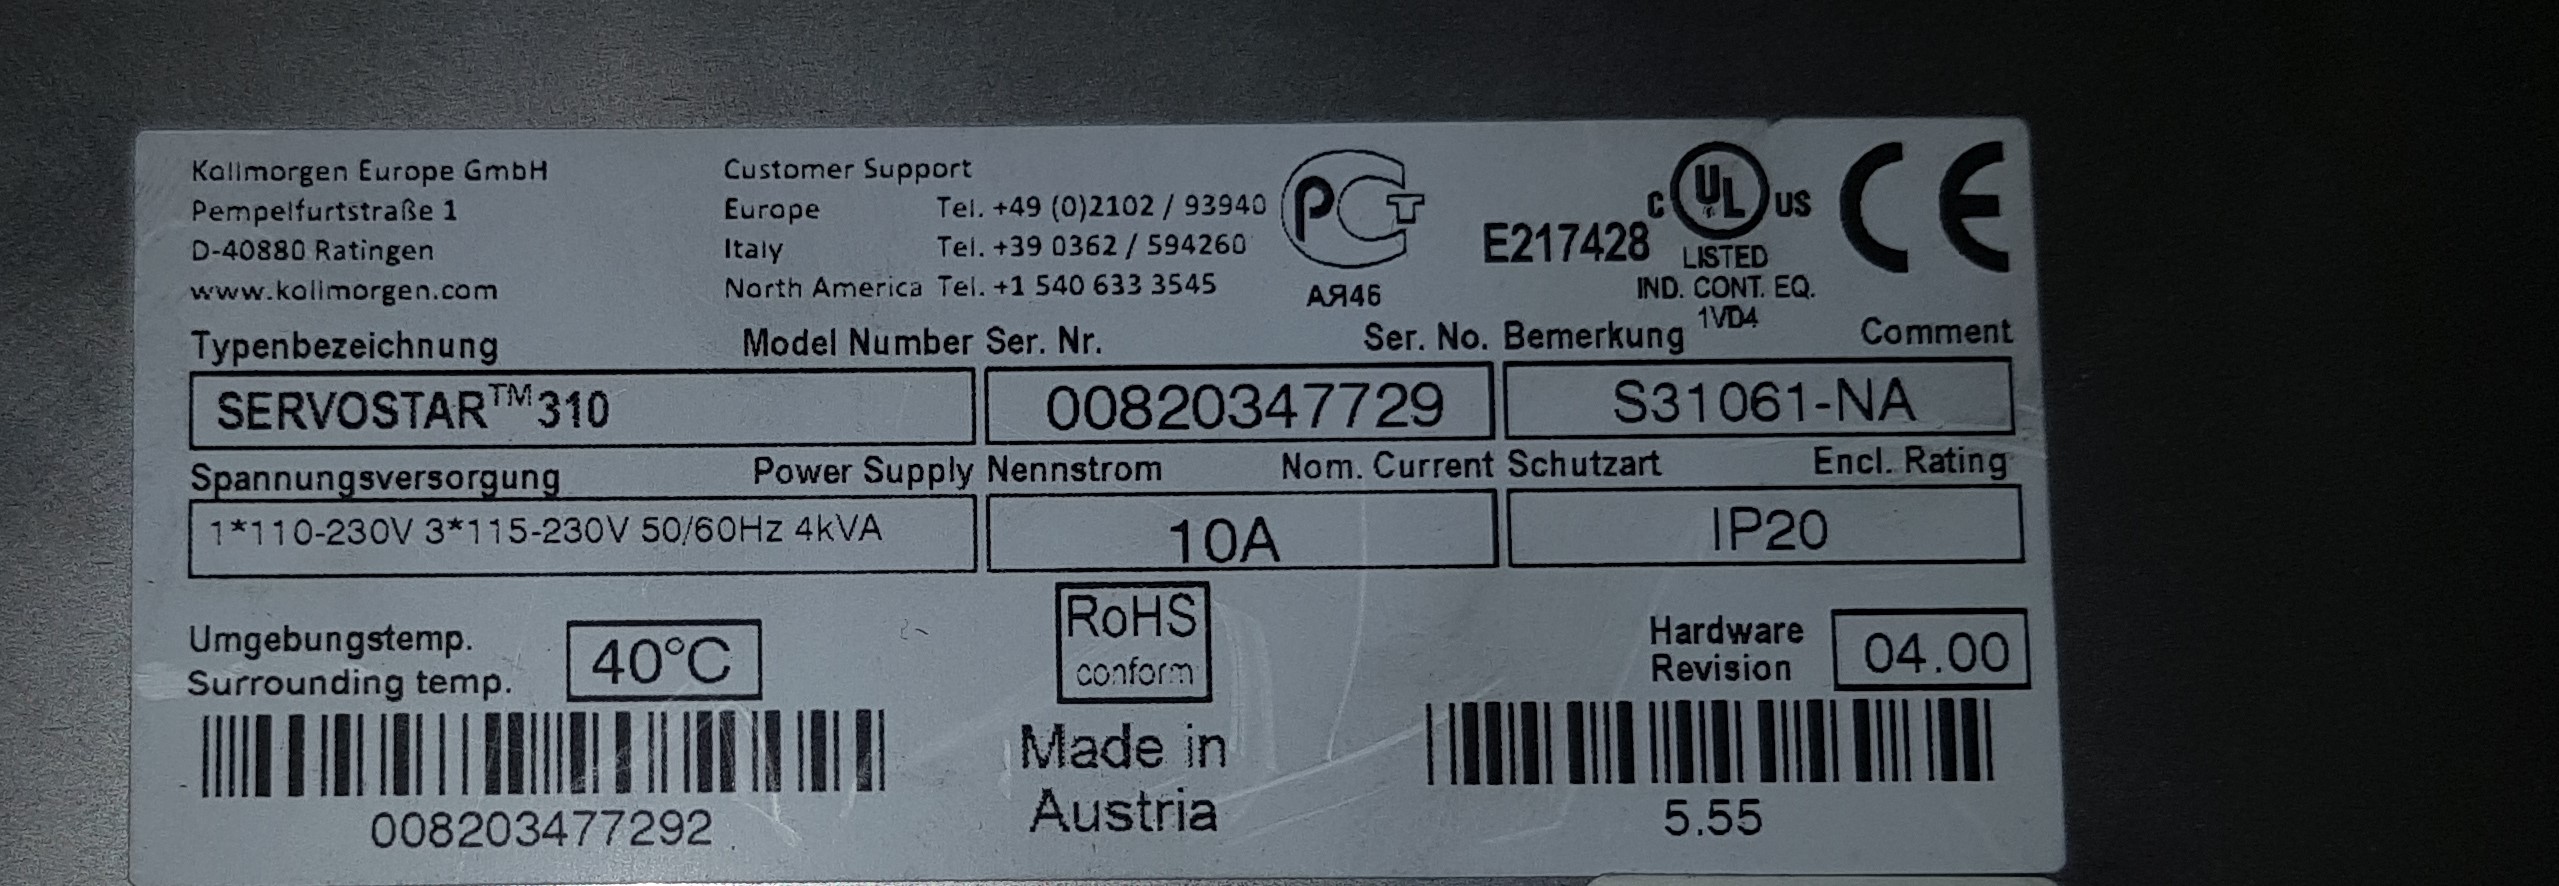 Kollmorgen Europe GmbH
Pempelfurtstraße 1
D-40880 Ratingen
www.kollmorgen.com
Customer Support
Europe Tel. +49 (0)2102 / 93940
Italy Tel. +39 0362 / 594260
North America Tel. +1 540 633 3545
PCT
АЯ46
E217428
C UL US
LISTED
IND. CONT. EQ.
1VD4
CE
Typenbezeichnung Model Number Ser. Nr. Ser. No. Bemerkung Comment
SERVOSTAR™310 00820347729 S31061-NA
Spannungsversorgung Power Supply Nennstrom Nom. Current Schutzart Encl. Rating
1*110-230V 3*115-230V 50/60Hz 4kVA 10A IP20
Umgebungstemp.
Surrounding temp.
40°C
RoHS
conform
Hardware
Revision
04.00
Made in
Austria
008203477292
5.55